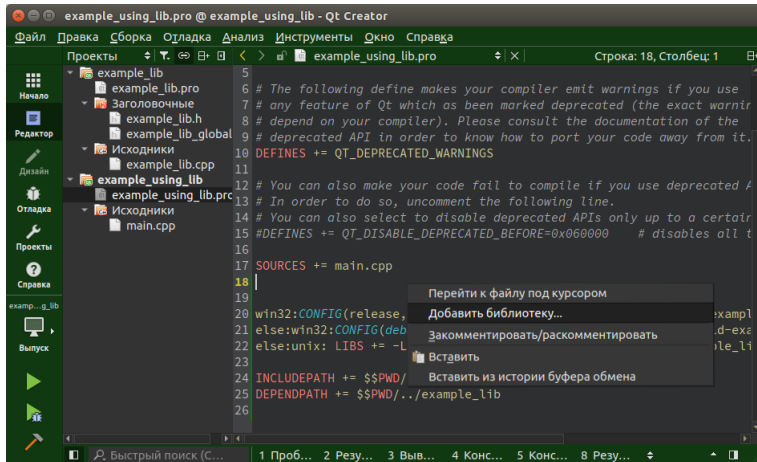 example_using_lib.pro @ example_using_lib - Qt Creator
Файл Правка Сборка Отладка Анализ Инструменты Окно Справка
Проекты
example_using_lib.pro
Строка: 18, Столбец: 1
Начало
Редактор
Дизайн
Отладка
Проекты
Справка
examp...g_lib
Выпуск
example_lib
example_lib.pro
Заголовочные
example_lib.h
example_lib_global
Исходники
example_lib.cpp
example_using_lib
example_using_lib.pro
Исходники
main.cpp
5
6 # The following define makes your compiler emit warnings if you use
7 # any feature of Qt which as been marked deprecated (the exact warnin
8 # depend on your compiler). Please consult the documentation of the
9 # deprecated API in order to know how to port your code away from it.
10 DEFINES += QT_DEPRECATED_WARNINGS
11
12 # You can also make your code fail to compile if you use deprecated A
13 # In order to do so, uncomment the following line.
14 # You can also select to disable deprecated APIs only up to a certain
15 #DEFINES += QT_DISABLE_DEPRECATED_BEFORE=0x060000 # disables all t
16
17 SOURCES += main.cpp
18
19
20 win32:CONFIG(release, exampl
21 else:win32:CONFIG(deb d-exa
22 else:unix: LIBS += -L le_li
23
24 INCLUDEPATH += $$PWD/
25 DEPENDPATH += $$PWD/../example_lib
26
Перейти к файлу под курсором
Добавить библиотеку...
Закомментировать/раскомментировать
Вставить
Вставить из истории буфера обмена
Быстрый поиск (С...
1 Проб... 2 Резу... 3 Выв... 4 Конс... 5 Конс... 8 Резу...